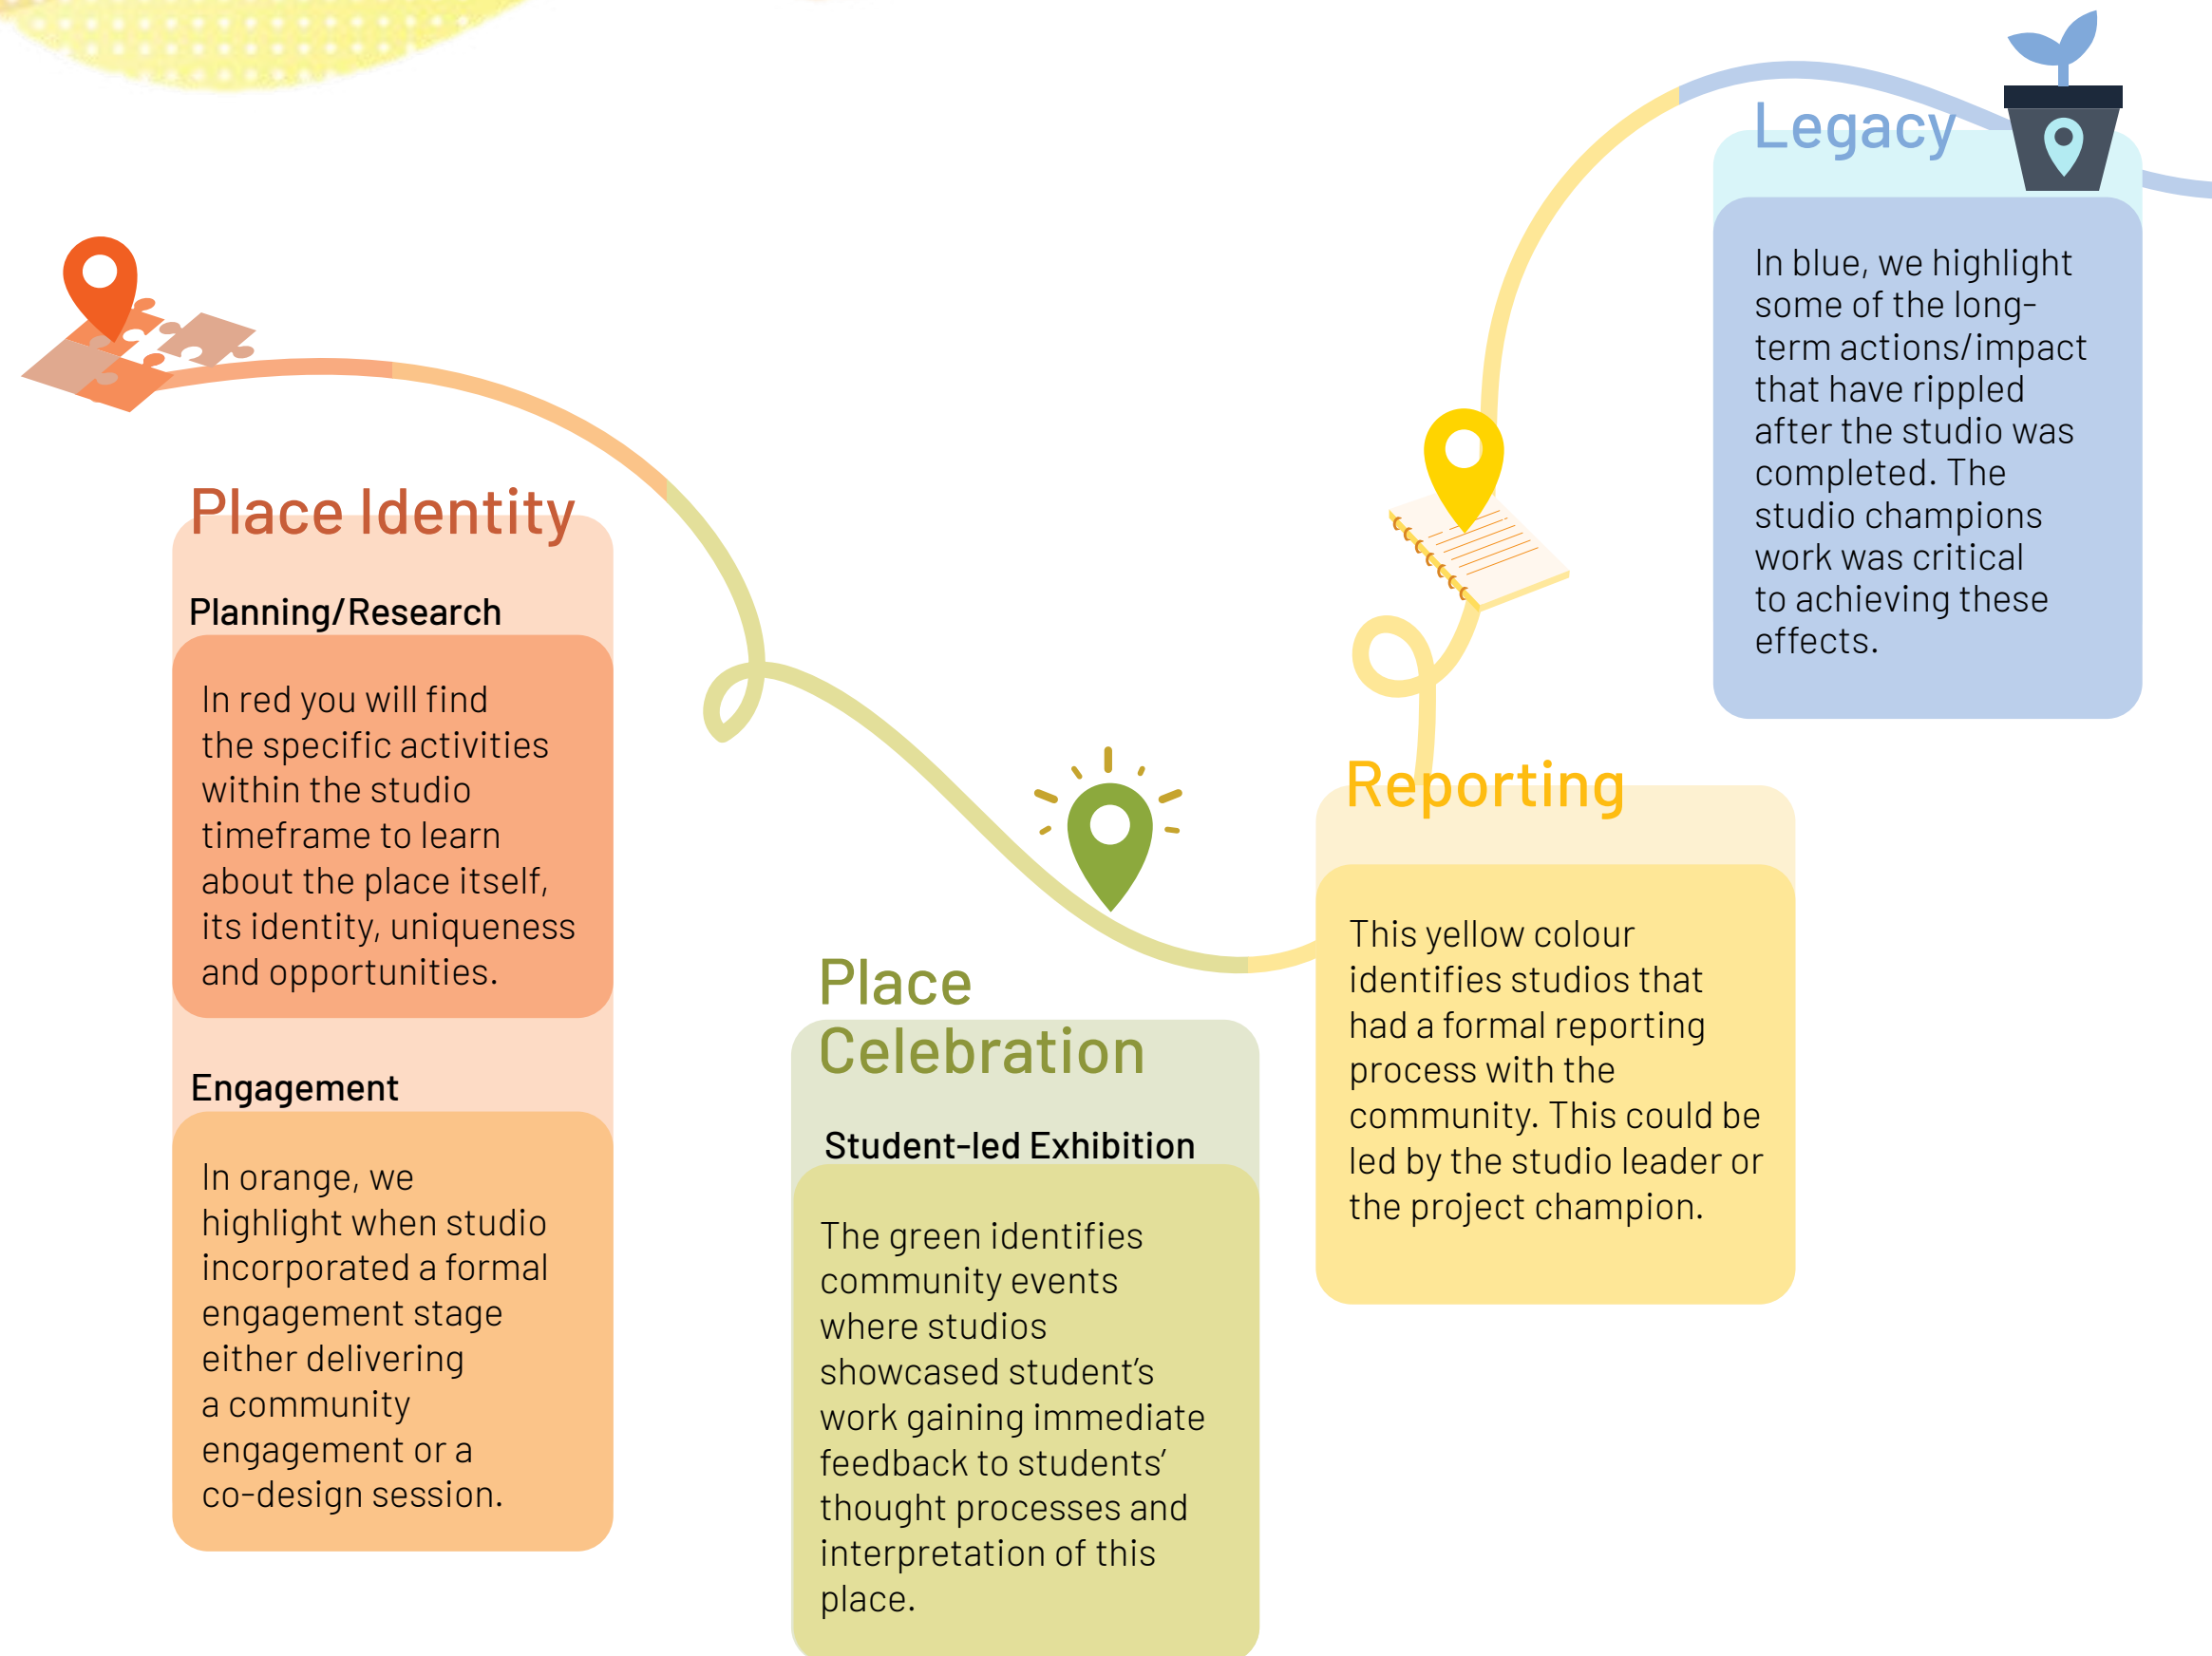 Place Identity
Planning/Research
In red you will find
the specific activities
within the studio
timeframe to learn
about the place itself,
its identity, uniqueness
and opportunities.
Engagement
In orange, we
highlight when studio
incorporated a formal
engagement stage
either delivering
a community
engagement or a
co-design session.
Place
Celebration
Student-led Exhibition
The green identifies
community events
where studios
showcased student’s
work gaining immediate
feedback to students’
thought processes and
interpretation of this
place.
Reporting
This yellow colour
identifies studios that
had a formal reporting
process with the
community. This could be
led by the studio leader or
the project champion.
Legacy
In blue, we highlight
some of the long-
term actions/impact
that have rippled
after the studio was
completed. The
studio champions
work was critical
to achieving these
effects.